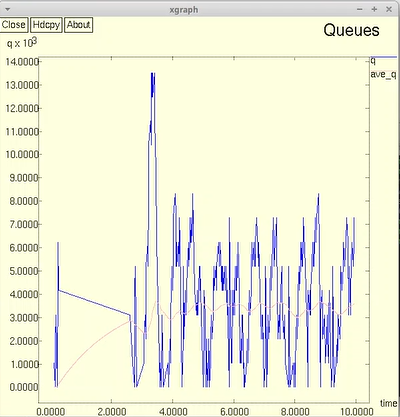 xgraph
Close Hdcpy About
Queues
q x 10³
q
ave_q
14.0000
13.0000
12.0000
11.0000
10.0000
9.0000
8.0000
7.0000
6.0000
5.0000
4.0000
3.0000
2.0000
1.0000
0.0000
time
0.0000 2.0000 4.0000 6.0000 8.0000 10.0000